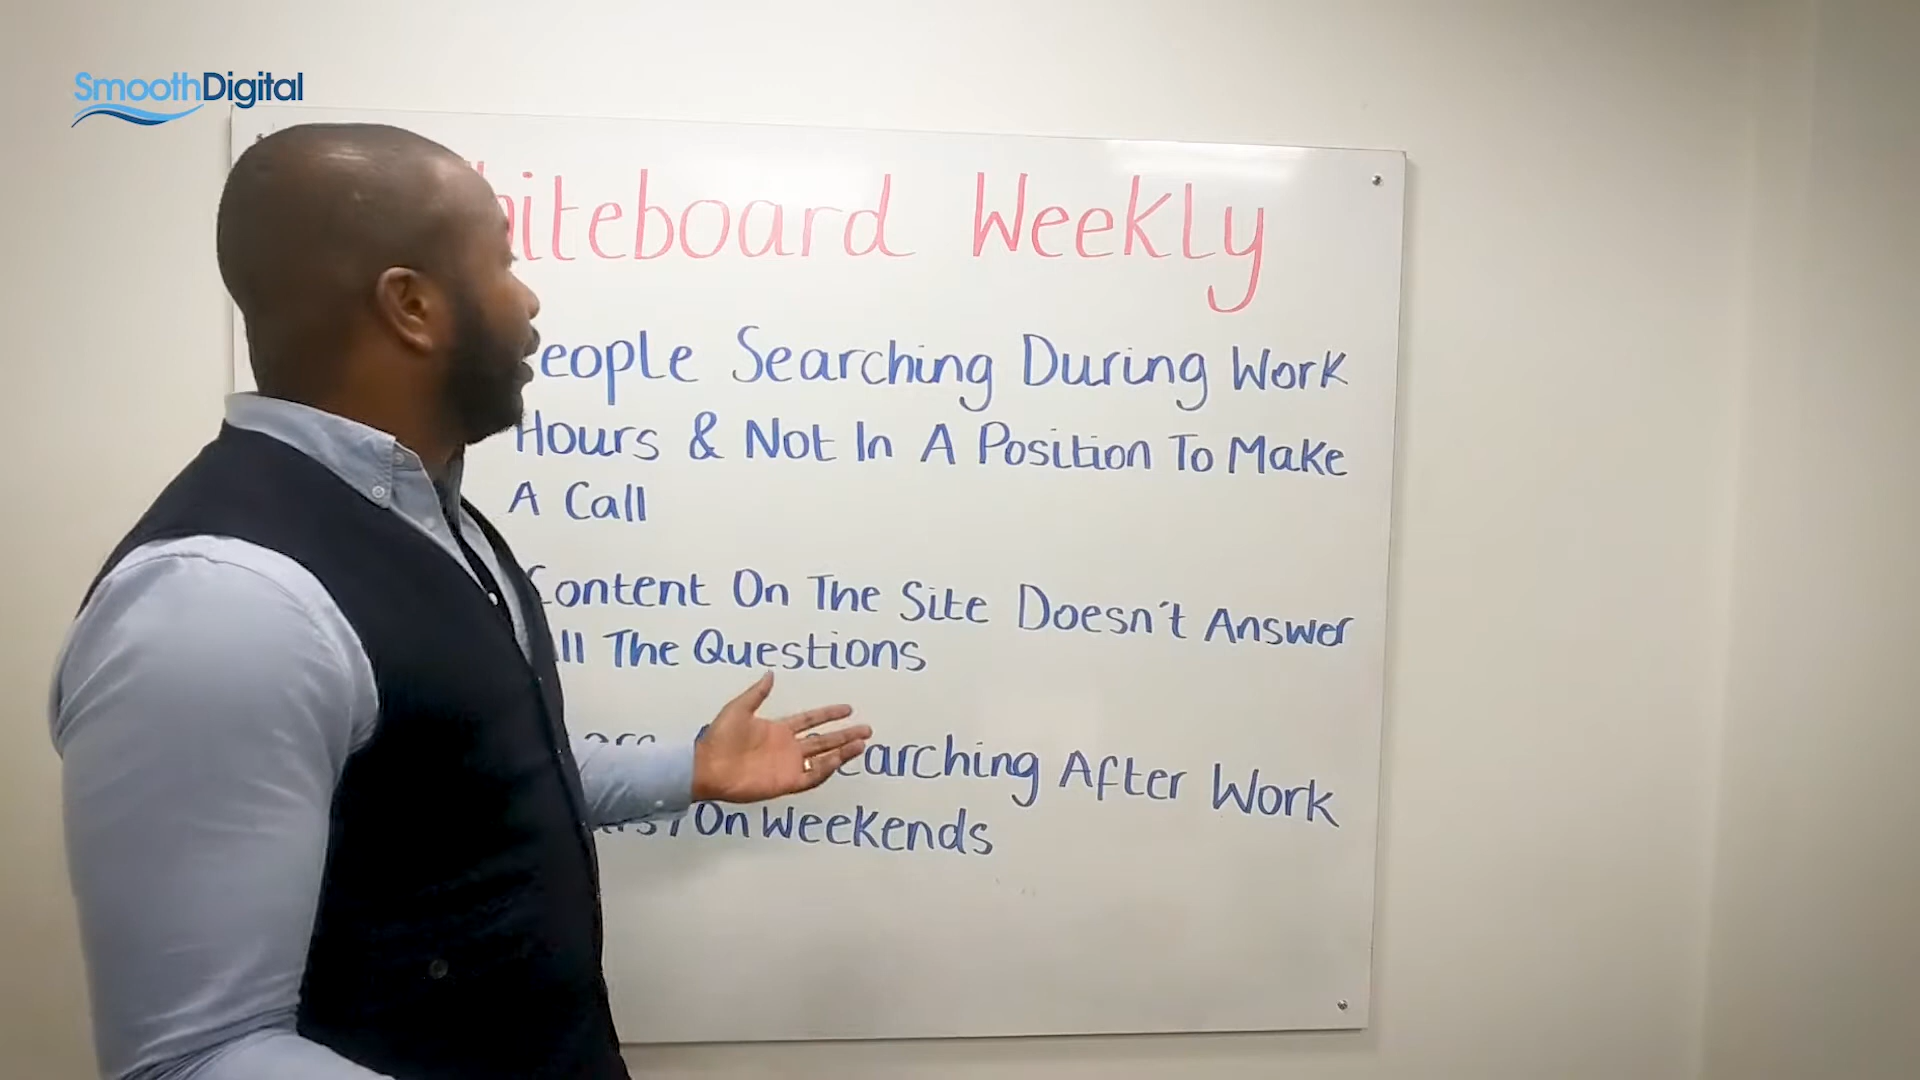 SmoothDigital
Whiteboard Weekly
People Searching During Work
Hours & Not In A Position To Make
A Call
Content On The Site Doesn't Answer
All The Questions
Searching After Work
On Weekends